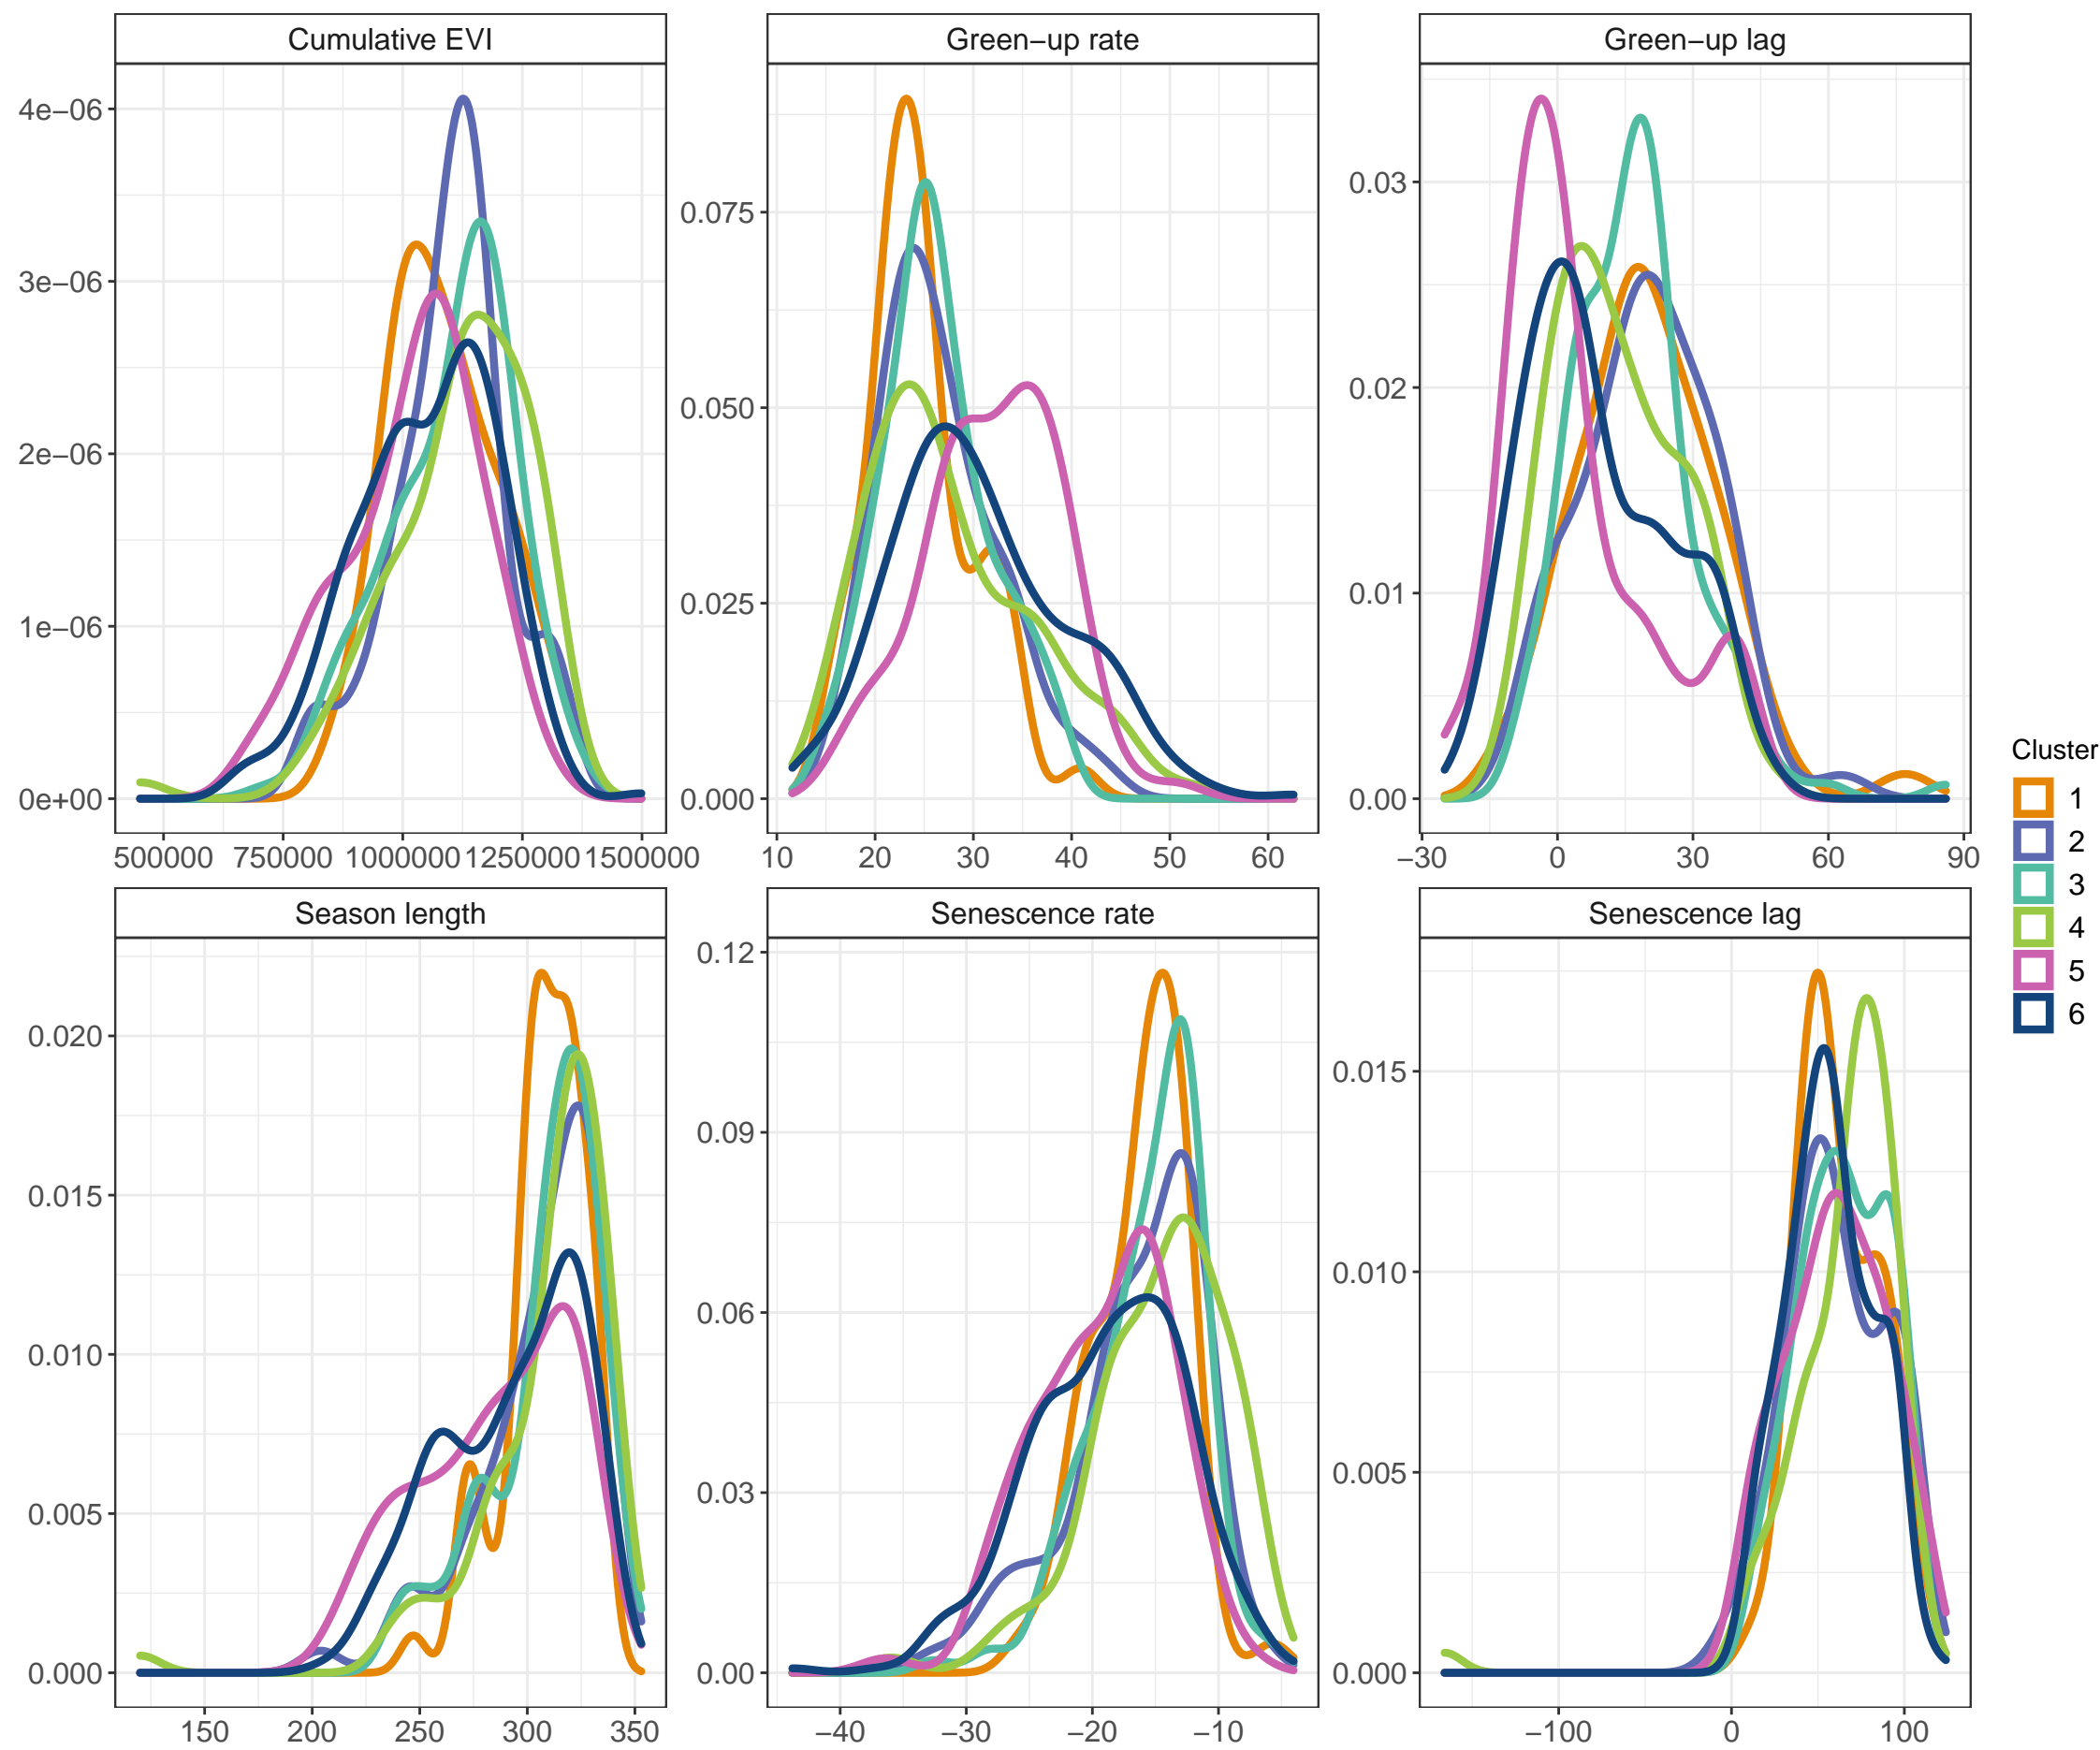 Cumulative EVI
Green−up rate
Green−up lag
4e−06
3e−06
2e−06
1e−06
0e+00
5000000 7500000 10000000 12500000 15000000
0.075
0.050
0.025
0.000
10 20 30 40 50 60
0.03
0.02
0.01
0.00
−30 0 30 60 90
Season length
Senescence rate
Senescence lag
0.020
0.015
0.010
0.005
0.000
150 200 250 300 350
0.12
0.09
0.06
0.03
0.00
−40 −30 −20 −10
0.015
0.010
0.005
0.000
−100 0 100
Cluster
1
2
3
4
5
6